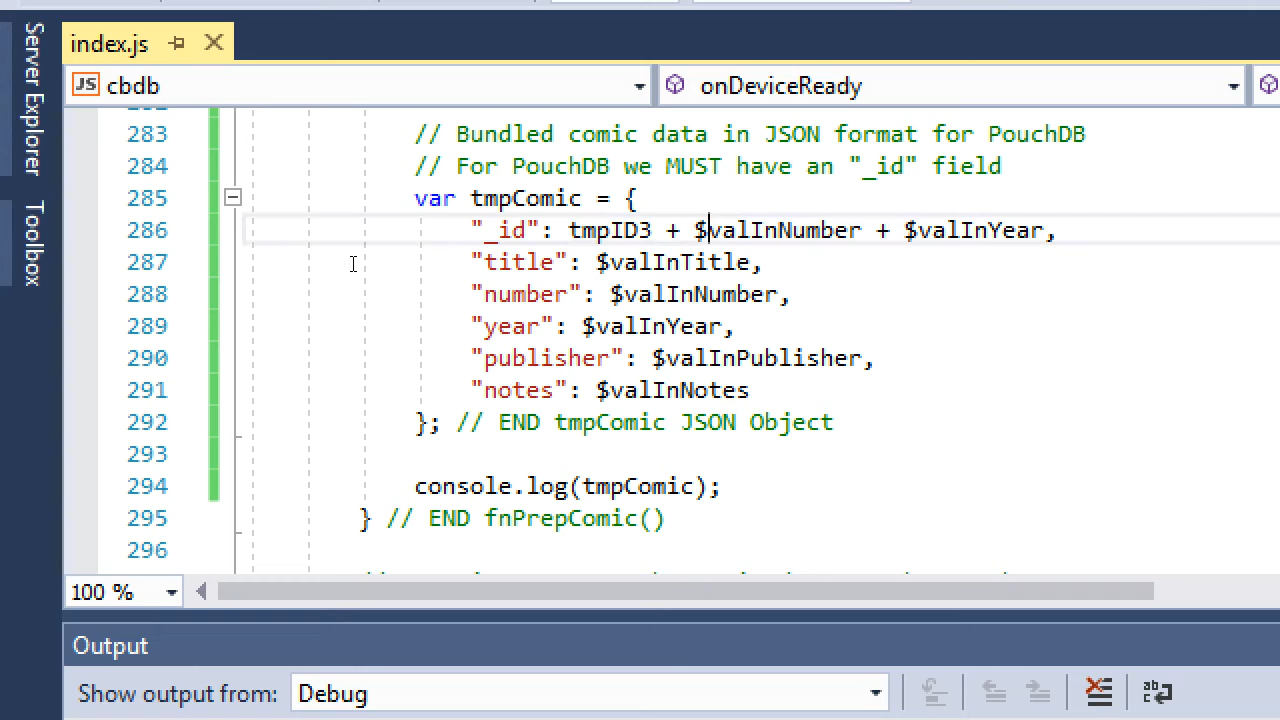 Server Explorer
Toolbox
index.js
JS cbdb
onDeviceReady
283 // Bundled comic data in JSON format for PouchDB
284 // For PouchDB we MUST have an "_id" field
285 var tmpComic = {
286 "_id": tmpID3 + $valInNumber + $valInYear,
287 "title": $valInTitle,
288 "number": $valInNumber,
289 "year": $valInYear,
290 "publisher": $valInPublisher,
291 "notes": $valInNotes
292 }; // END tmpComic JSON Object
293
294 console.log(tmpComic);
295 } // END fnPrepComic()
296
100 %
Output
Show output from: Debug